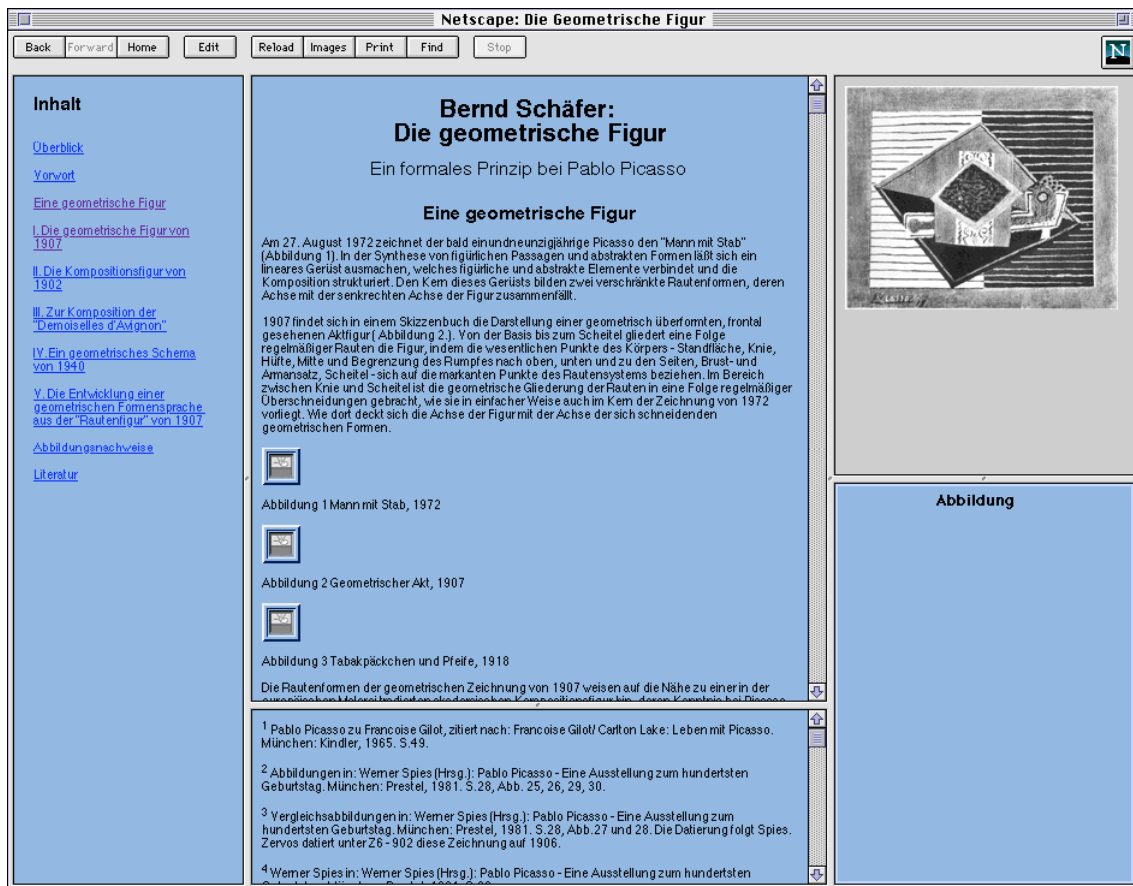 Netscape: Die Geometrische Figur
Back Forward Home Edit Reload Images Print Find Stop
N
Inhalt
Überblick
Vorwort
Eine geometrische Figur
I. Die geometrische Figur von
1907
II. Die Kompositionsfigur von
1902
III. Zur Komposition der
"Demoiselles d'Avignon"
IV. Ein geometrisches Schema
von 1940
V. Die Entwicklung einer
geometrischen Formensprache
aus der "Rautenfigur" von 1907
Abbildungsnachweise
Literatur
Bernd Schäfer:
Die geometrische Figur
Ein formales Prinzip bei Pablo Picasso
Eine geometrische Figur
Am 27. August 1972 zeichnet der bald einundneunzigjährige Picasso den "Mann mit Stab"
(Abbildung 1). In der Synthese von figürlichen Passagen und abstrakten Formen läßt sich ein
lineares Gerüst ausmachen, welches figürliche und abstrakte Elemente verbindet und die
Komposition strukturiert. Den Kern dieses Gerüsts bilden zwei verschränkte Rautenformen, deren
Achse mit der senkrechten Achse der Figur zusammenfällt.
1907 findet sich in einem Skizzenbuch die Darstellung einer geometrisch überformten, frontal
gesehenen Aktfigur ( Abbildung 2.). Von der Basis bis zum Scheitel gliedert eine Folge
regelmäßiger Rauten die Figur, indem die wesentlichen Punkte des Körpers - Standfläche, Knie,
Hüfte, Mitte und Begrenzung des Rumpfes nach oben, unten und zu den Seiten, Brust- und
Armansatz, Scheitel - sich auf die markanten Punkte des Rautensystems beziehen. Im Bereich
zwischen Knie und Scheitel ist die geometrische Gliederung der Rauten in eine Folge regelmäßiger
Überschneidungen gebracht, wie sie in einfacher Weise auch im Kern der Zeichnung von 1972
vorliegt. Wie dort deckt sich die Achse der Figur mit der Achse der sich schneidenden
geometrischen Formen.
Abbildung 1 Mann mit Stab, 1972
Abbildung 2 Geometrischer Akt, 1907
Abbildung 3 Tabakpäckchen und Pfeife, 1918
Die Rautenformen der geometrischen Zeichnung von 1907 weisen auf die Nähe zu einer in der
1 Pablo Picasso zu Francoise Gilot, zitiert nach: Francoise Gilot/ Carlton Lake: Leben mit Picasso.
München: Kindler, 1965. S.49.
2 Abbildungen in: Werner Spies (Hrsg.): Pablo Picasso - Eine Ausstellung zum hundertsten
Geburtstag. München: Prestel, 1981. S.28, Abb. 25, 26, 29, 30.
3 Vergleichsabbildungen in: Werner Spies (Hrsg.): Pablo Picasso - Eine Ausstellung zum
hundertsten Geburtstag. München: Prestel, 1981. S.28, Abb.27 und 28. Die Datierung folgt Spies.
Zervos datiert unter Z6 - 902 diese Zeichnung auf 1906.
4 Werner Spies in: Werner Spies (Hrsg.): Pablo Picasso - Eine Ausstellung zum hundertsten
Picasso
Abbildung